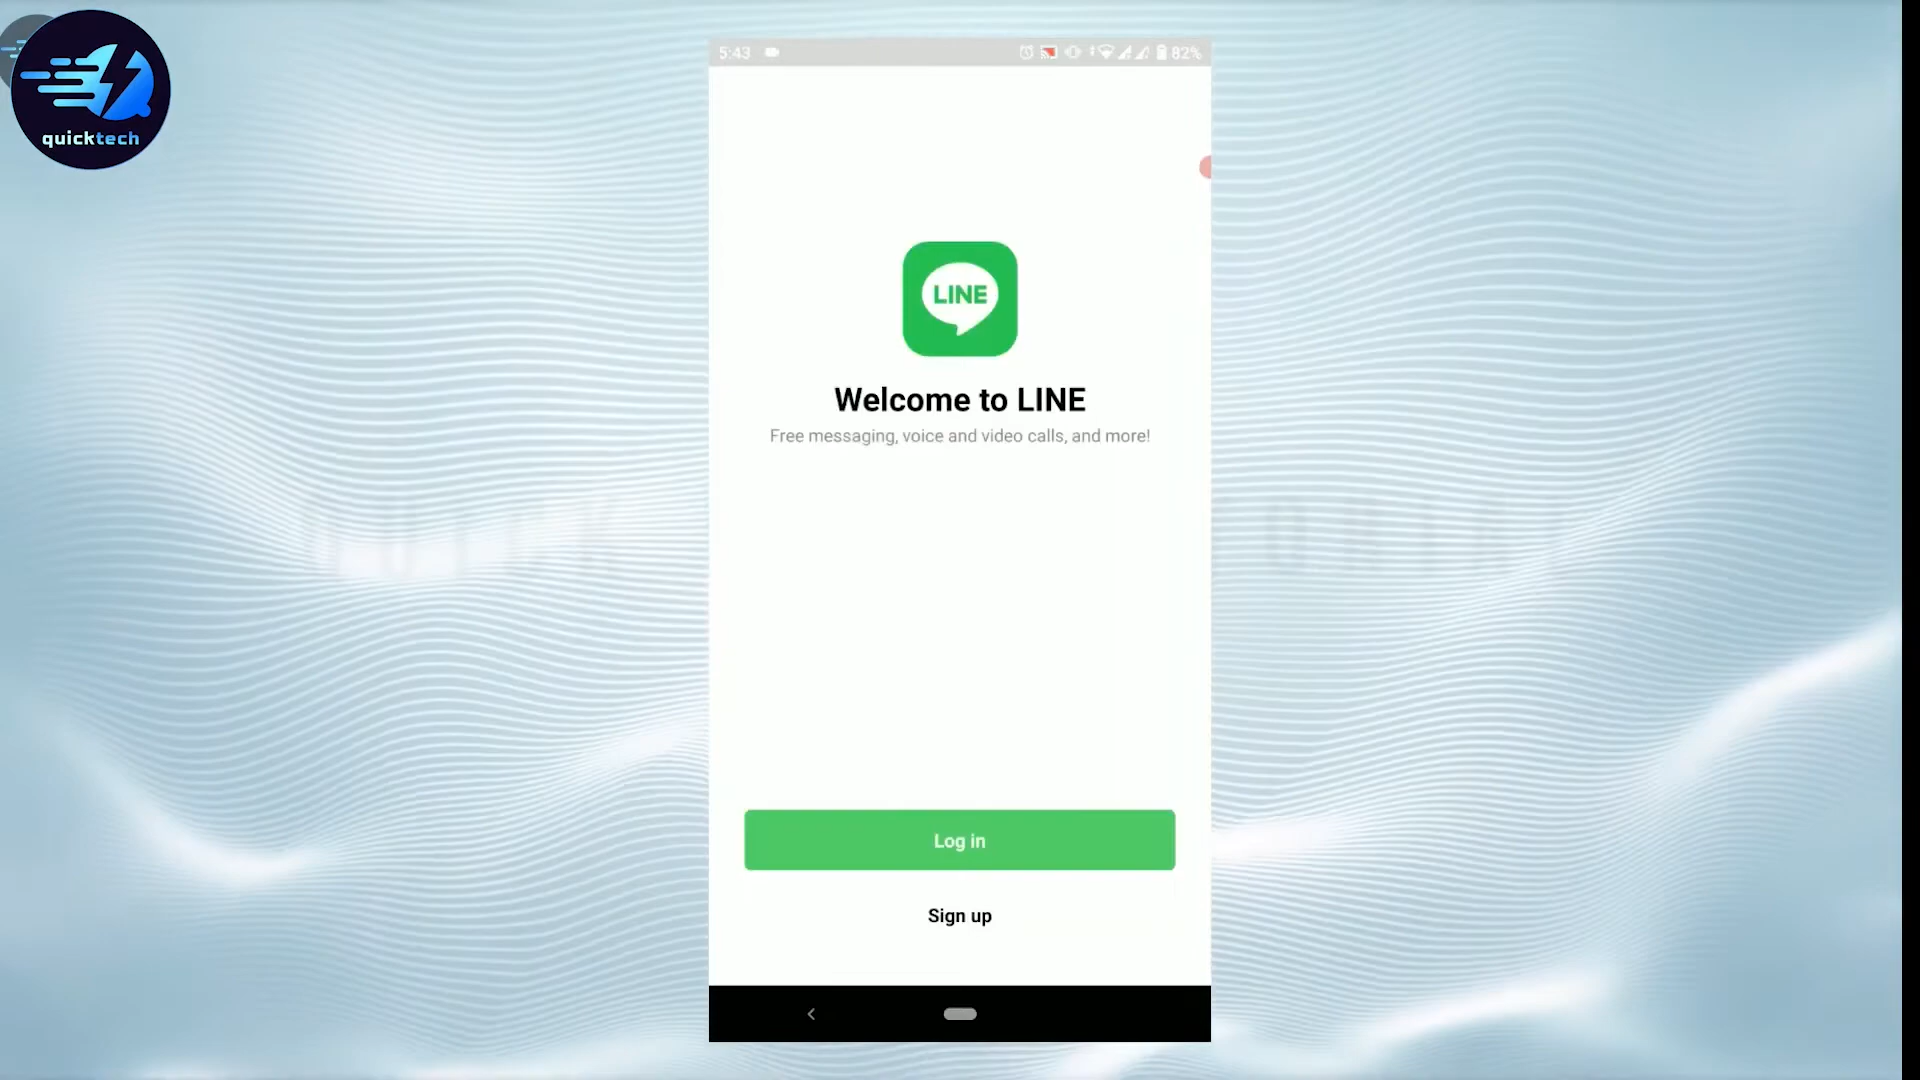 quicktech
5:43
82%
LINE
Welcome to LINE
Free messaging, voice and video calls, and more!
Log in
Sign up